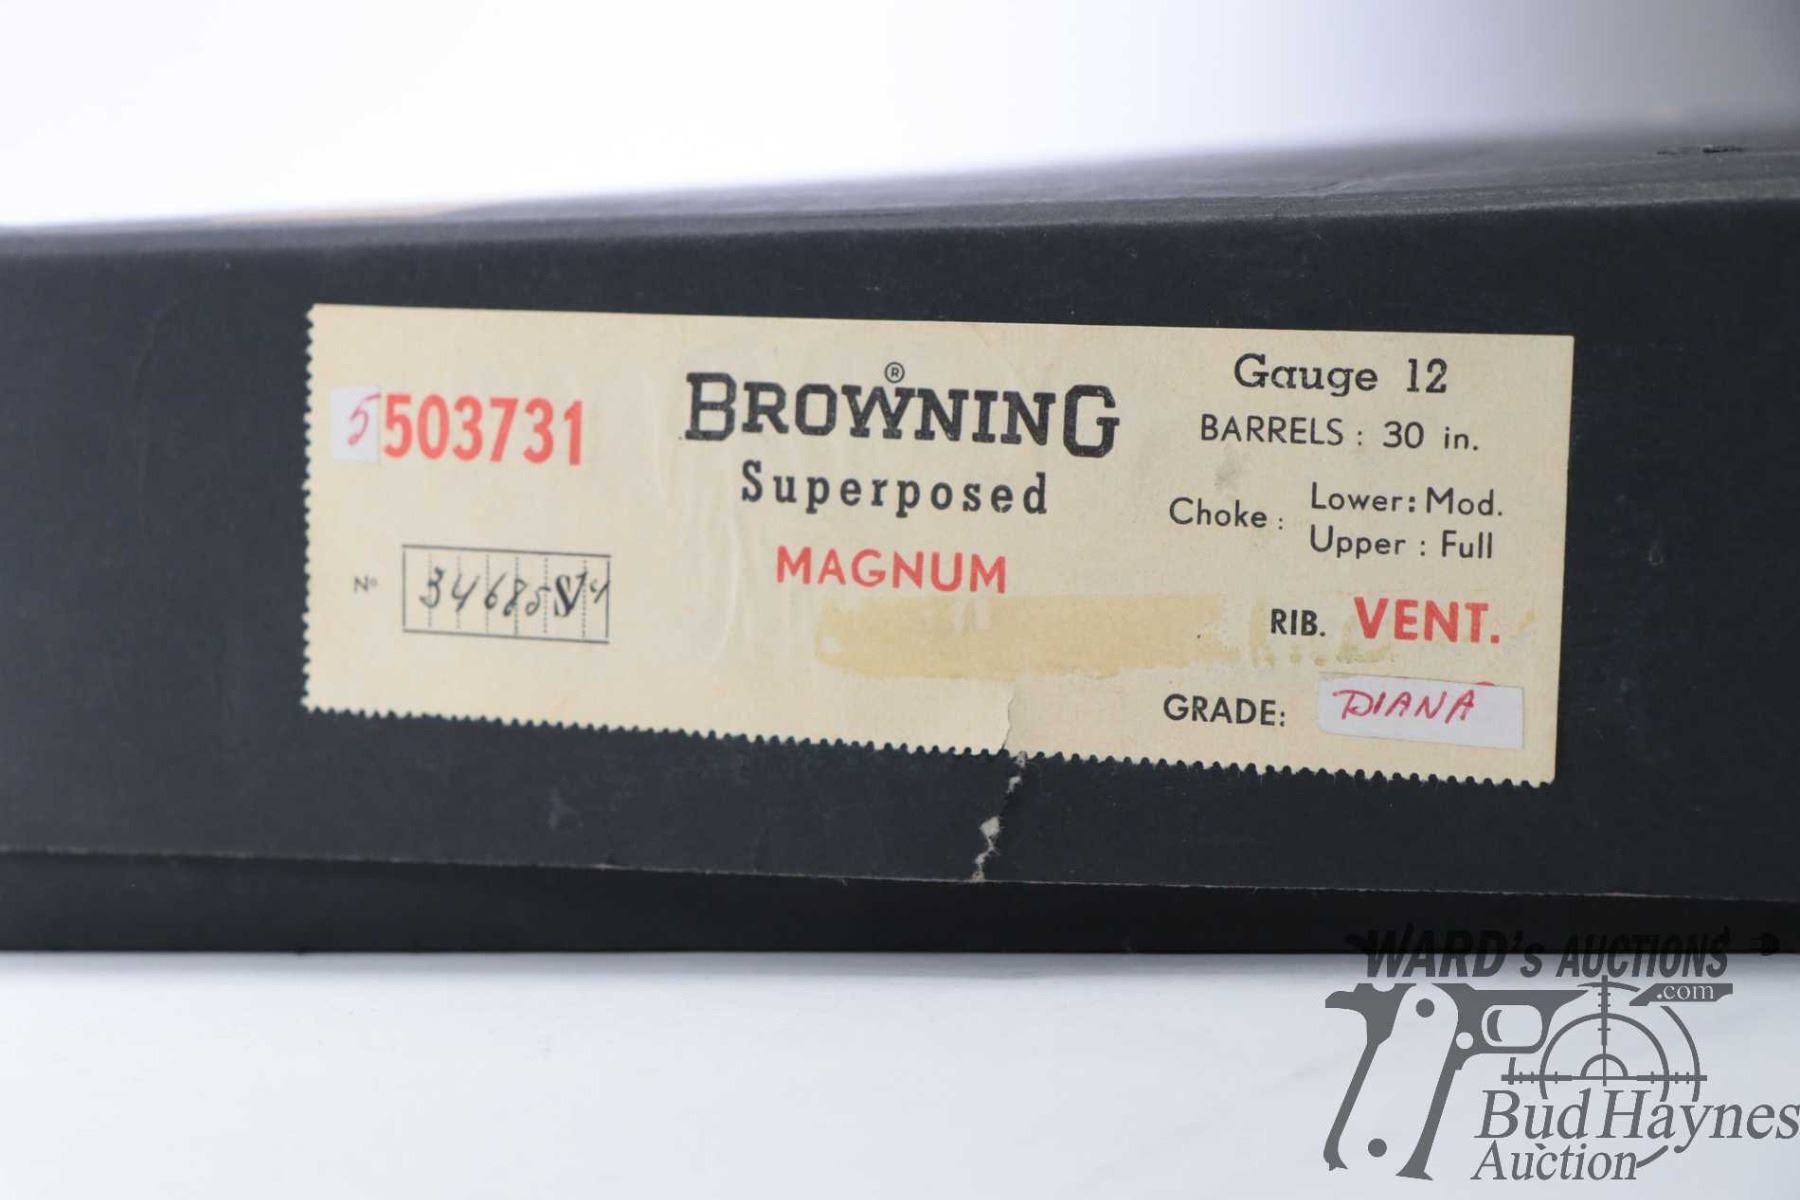 5503731
Nº 34685V74
BROWNING®
Superposed
MAGNUM
Gauge 12
BARRELS : 30 in.
Choke : Lower: Mod.
Upper : Full
RIB. VENT.
GRADE: DIANA
WARD's AUCTIONS
.com
Bud Haynes
Auction